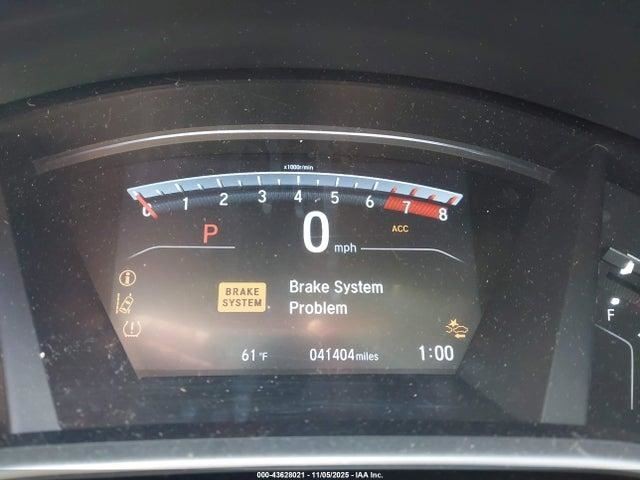 x1000r/min
0 1 2 3 4 5 6 7 8
P 0 mph ACC
BRAKE SYSTEM
Brake System
Problem
F
61°F 041404 miles 1:00
000-43628021 - 11/05/2025 - IAA Inc.